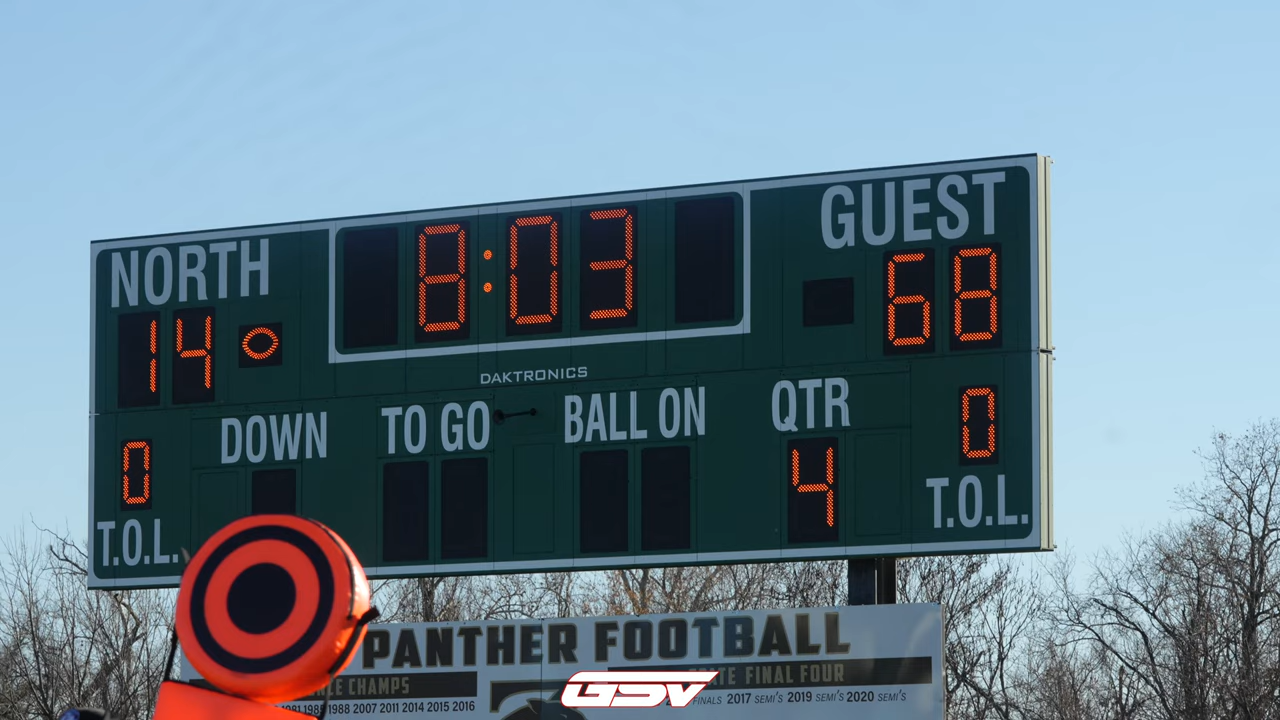 NORTH
8:03
GUEST
14
68
DAKTRONICS
DOWN
TO GO
BALL ON
QTR
0
4
0
T.O.L.
T.O.L.
PANTHER FOOTBALL
CHAMPS
FINAL FOUR
1988 2007 2011 2014 2015 2016
2017 SEMI'S 2019 SEMI'S 2020 SEMI'S
GSV